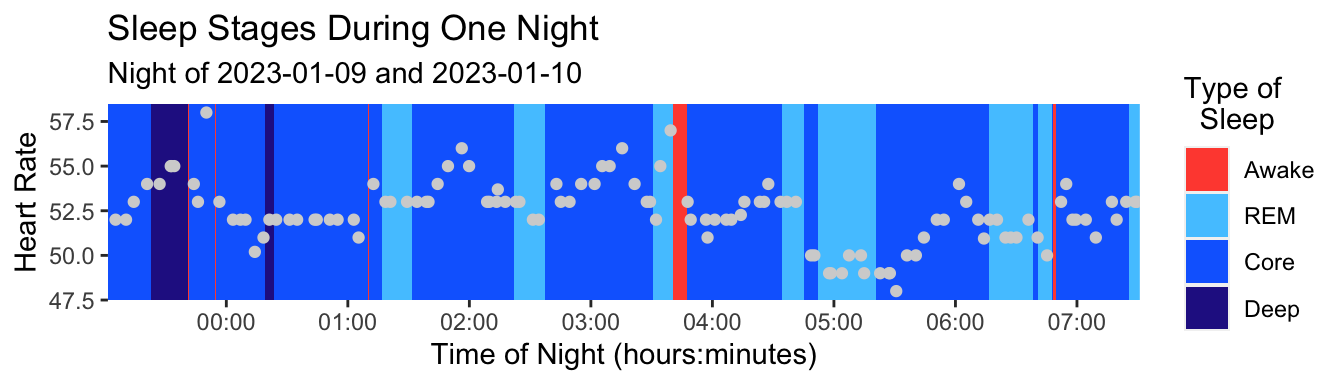 Sleep Stages During One Night
Night of 2023-01-09 and 2023-01-10
Heart Rate
57.5
55.0
52.5
50.0
47.5
00:00 01:00 02:00 03:00 04:00 05:00 06:00 07:00
Time of Night (hours:minutes)
Type of
Sleep
Awake
REM
Core
Deep